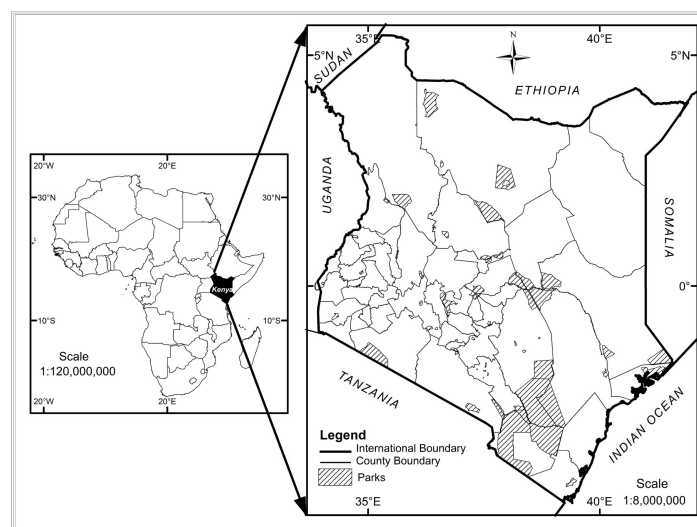 20°W
20°E
30°N
30°N
Kenya
10°S
10°S
Scale
1:120,000,000
20°W
20°E
35°E
40°E
5°N
5°N
SUDAN
ETHIOPIA
UGANDA
SOMALIA
0°
0°
TANZANIA
INDIAN OCEAN
Legend
International Boundary
County Boundary
Parks
Scale
1:8,000,000
35°E
40°E